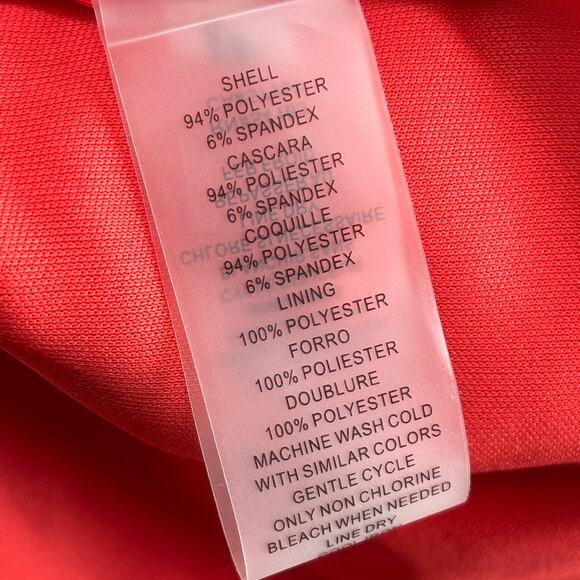 SHELL
94% POLYESTER
6% SPANDEX
CASCARA
94% POLIESTER
6% SPANDEX
COQUILLE
94% POLYESTER
6% SPANDEX
LINING
100% POLYESTER
FORRO
100% POLIESTER
DOUBLURE
100% POLYESTER
MACHINE WASH COLD
WITH SIMILAR COLORS
GENTLE CYCLE
ONLY NON CHLORINE
BLEACH WHEN NEEDED
LINE DRY